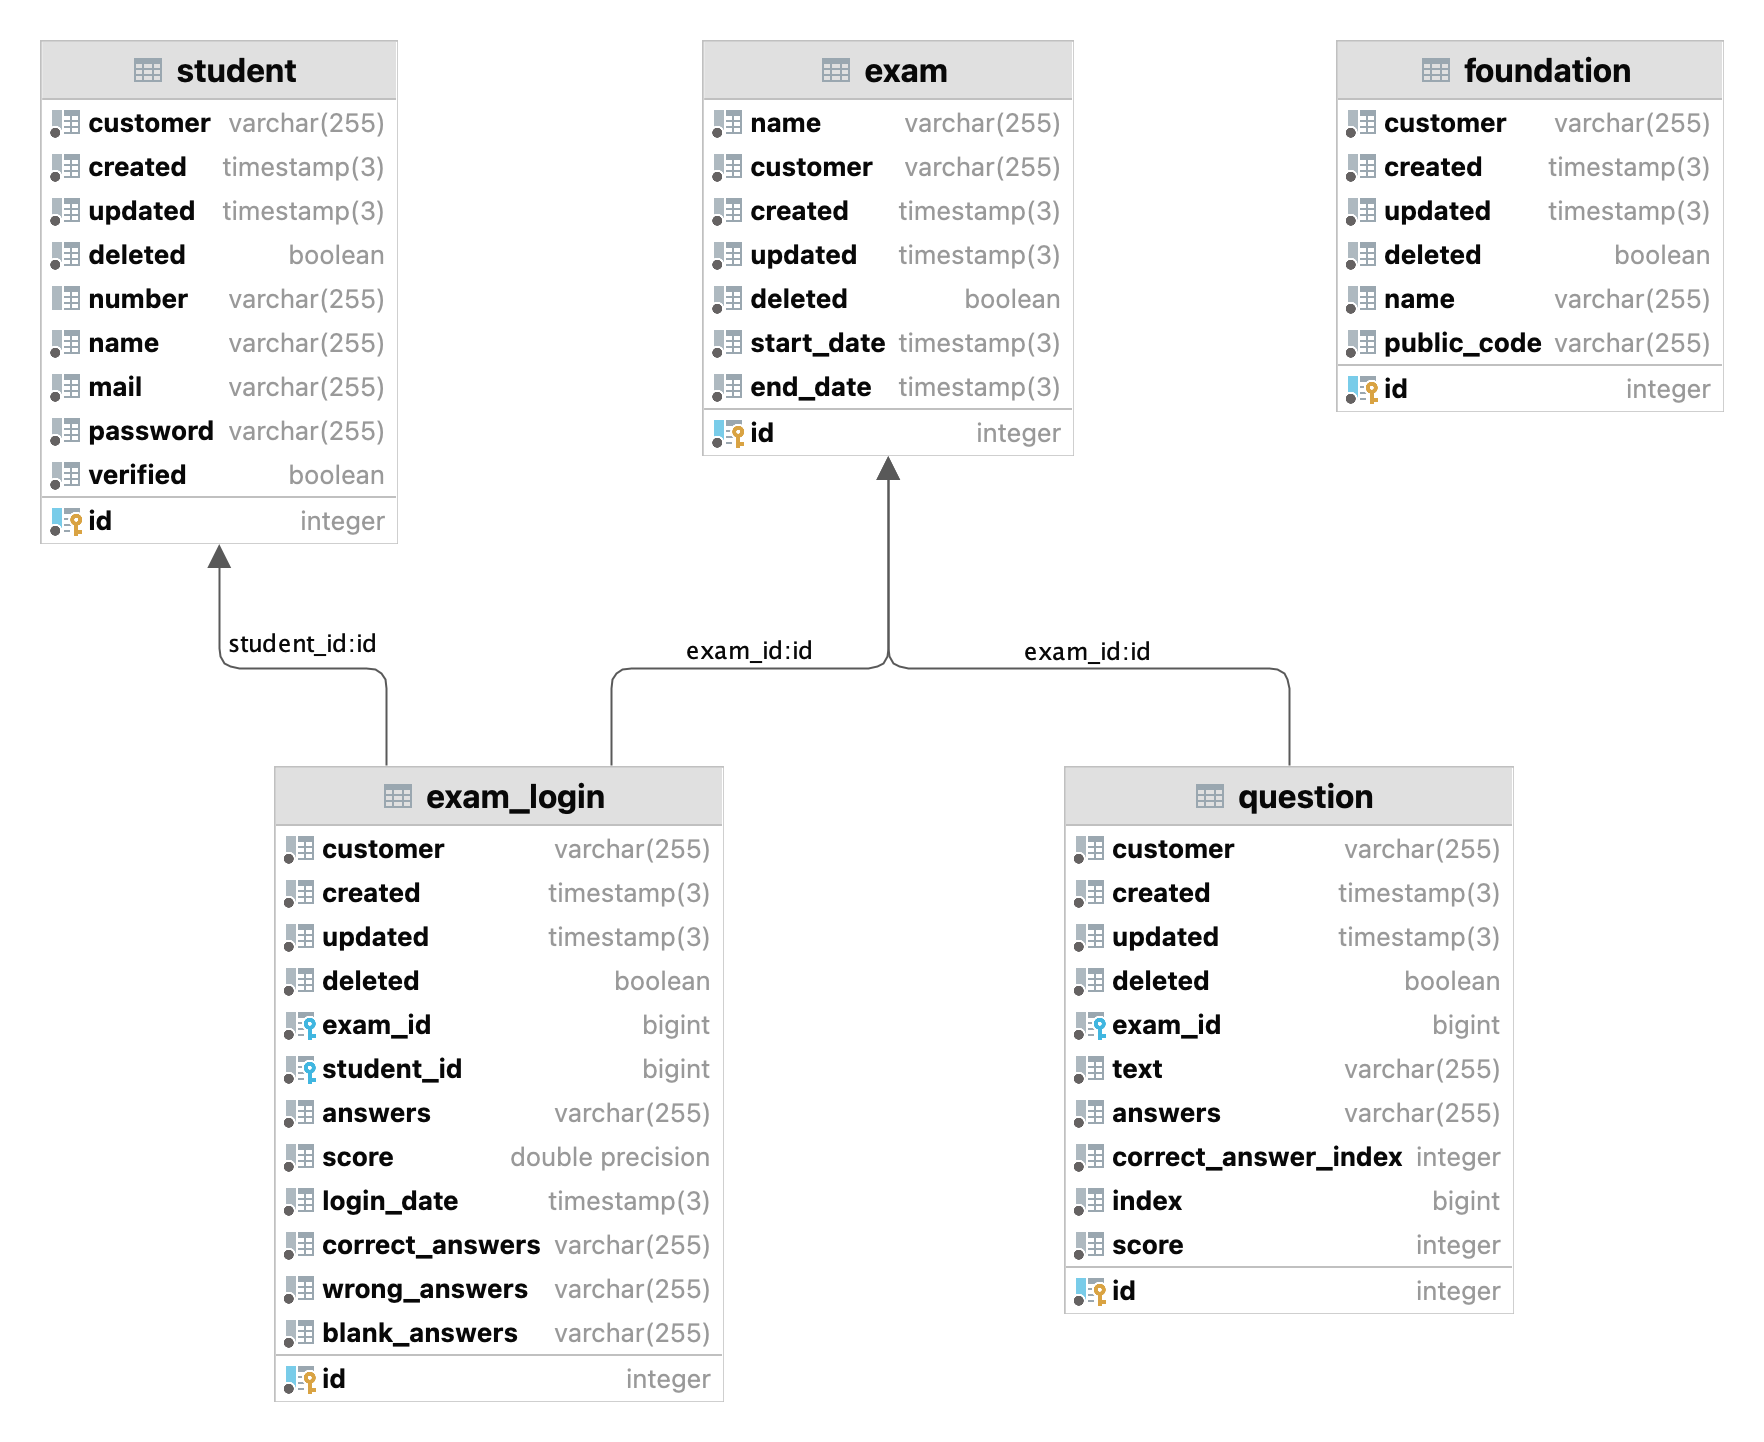 student
customer varchar(255)
created timestamp(3)
updated timestamp(3)
deleted boolean
number varchar(255)
name varchar(255)
mail varchar(255)
password varchar(255)
verified boolean
id integer
exam
name varchar(255)
customer varchar(255)
created timestamp(3)
updated timestamp(3)
deleted boolean
start_date timestamp(3)
end_date timestamp(3)
id integer
foundation
customer varchar(255)
created timestamp(3)
updated timestamp(3)
deleted boolean
name varchar(255)
public_code varchar(255)
id integer
student_id:id
exam_id:id
exam_id:id
exam_login
customer varchar(255)
created timestamp(3)
updated timestamp(3)
deleted boolean
exam_id bigint
student_id bigint
answers varchar(255)
score double precision
login_date timestamp(3)
correct_answers varchar(255)
wrong_answers varchar(255)
blank_answers varchar(255)
id integer
question
customer varchar(255)
created timestamp(3)
updated timestamp(3)
deleted boolean
exam_id bigint
text varchar(255)
answers varchar(255)
correct_answer_index integer
index bigint
score integer
id integer